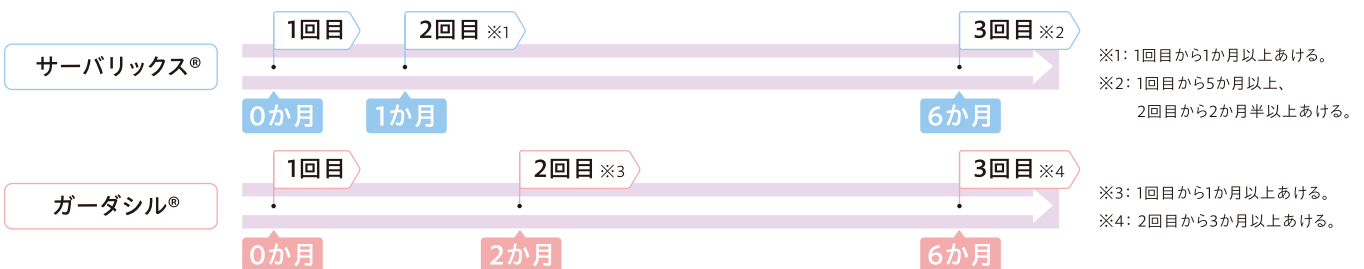 1回目
2回目 ※1
3回目 ※2
サーバリックス®
0か月
1か月
6か月
※1：1回目から1か月以上あける。
※2：1回目から5か月以上、
2回目から2か月半以上あける。
1回目
2回目 ※3
3回目 ※4
ガーダシル®
0か月
2か月
6か月
※3：1回目から1か月以上あける。
※4：2回目から3か月以上あける。